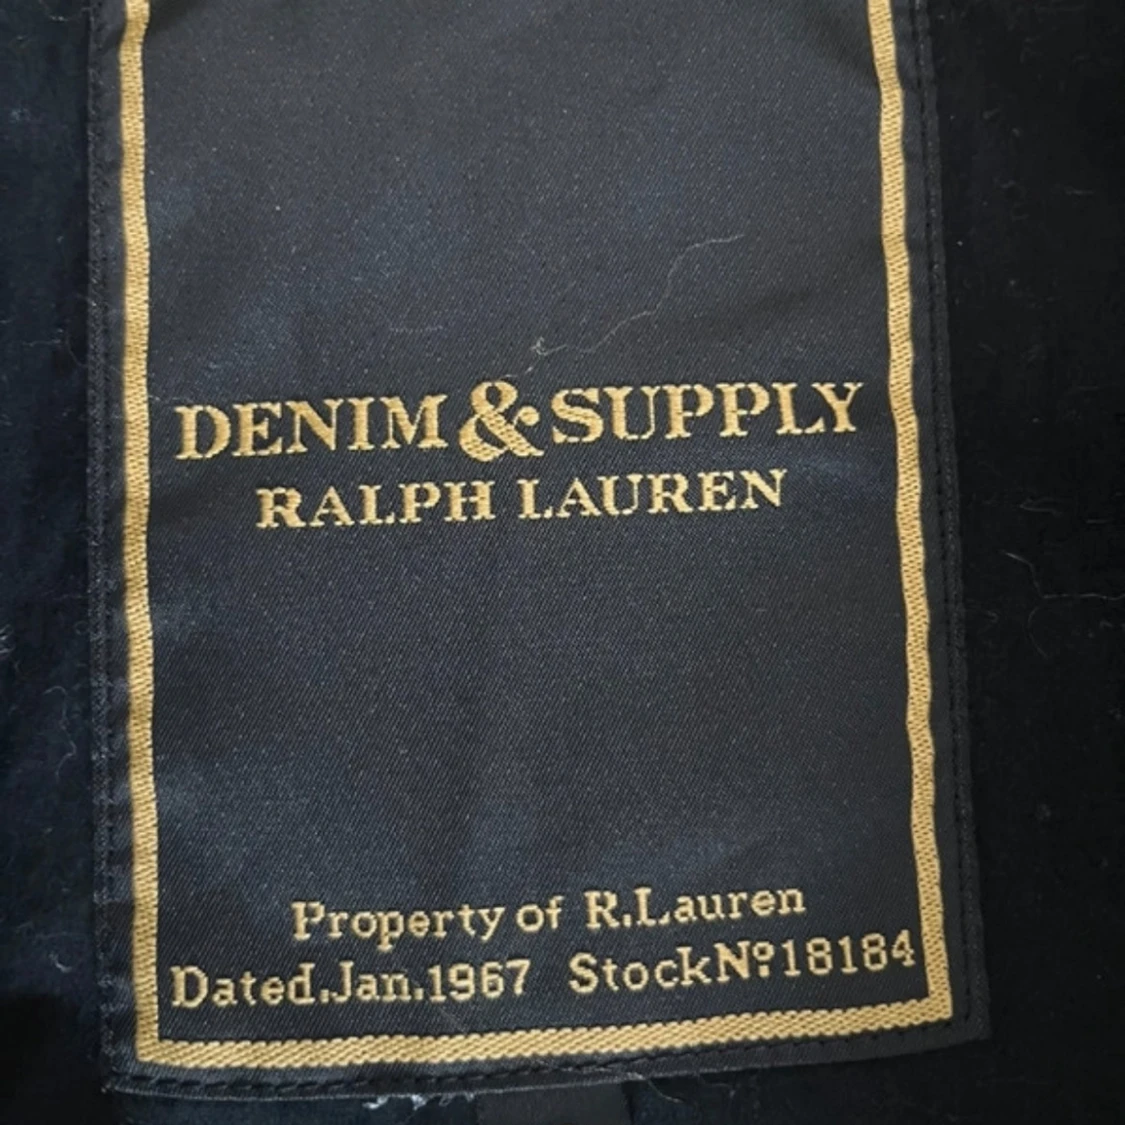 DENIM & SUPPLY
RALPH LAUREN
Property of R.Lauren
Dated.Jan.1967 StockNº18184